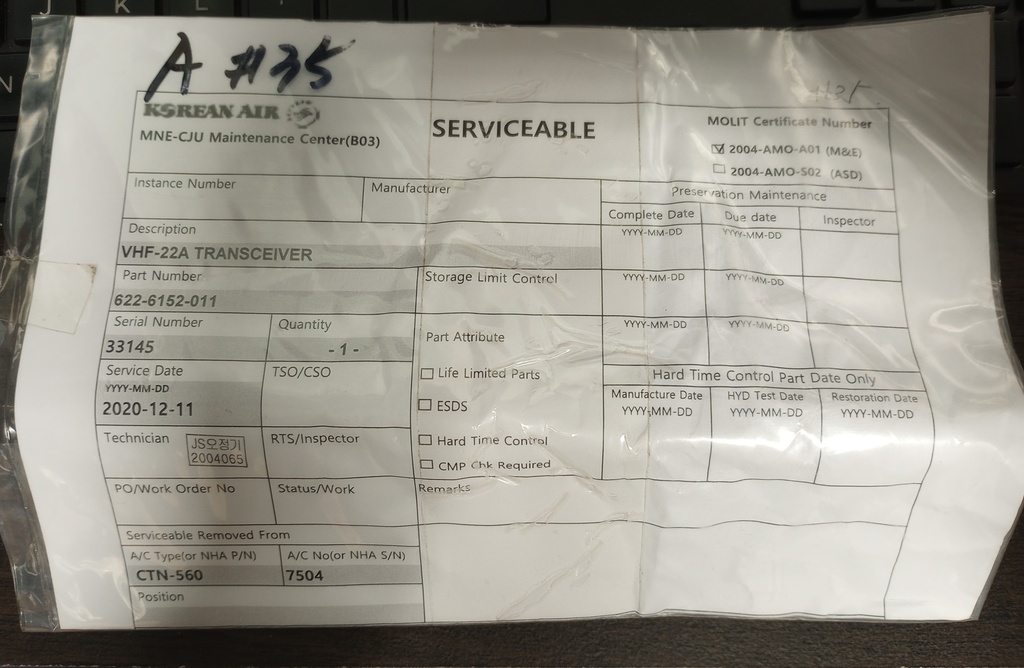 J K L
N
A #35
KOREAN AIR
MNE-CJU Maintenance Center(B03)
SERVICEABLE
MOLIT Certificate Number
2004-AMO-A01 (M&E)
2004-AMO-S02 (ASD)
Instance Number
Manufacturer
Preservation Maintenance
Complete Date Due date Inspector
Description
VHF-22A TRANSCEIVER
YYYY-MM-DD YYYY-MM-DD
Part Number
622-6152-011
Storage Limit Control
YYYY-MM-DD YYYY-MM-DD
Serial Number
33145
Quantity
- 1 -
Part Attribute
YYYY-MM-DD YYYY-MM-DD
Service Date
YYYY-MM-DD
2020-12-11
TSO/CSO
Life Limited Parts
ESDS
Hard Time Control
CMP Chk Required
Hard Time Control Part Date Only
Manufacture Date HYD Test Date Restoration Date
YYYY-MM-DD YYYY-MM-DD YYYY-MM-DD
Technician
JS오정기
2004065
RTS/Inspector
PO/Work Order No
Status/Work
Remarks
Serviceable Removed From
A/C Type(or NHA P/N) A/C No(or NHA S/N)
CTN-560 7504
Position